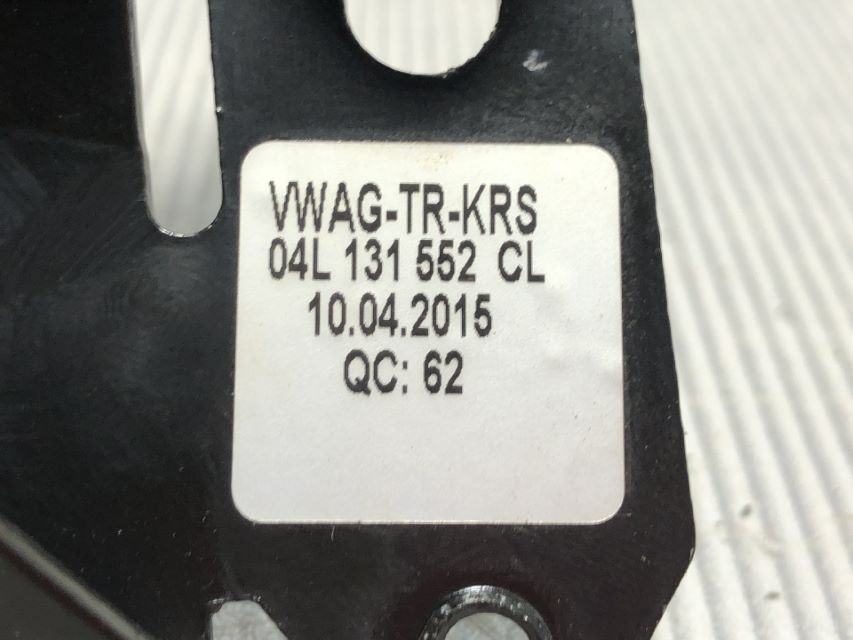 VWAG-TR-KRS
04L 131 552 CL
10.04.2015
QC: 62